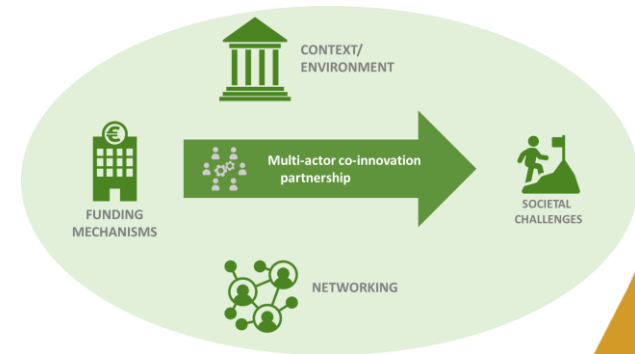 CONTEXT/
ENVIRONMENT
€
Multi-actor co-innovation
partnership
FUNDING
MECHANISMS
SOCIETAL
CHALLENGES
NETWORKING